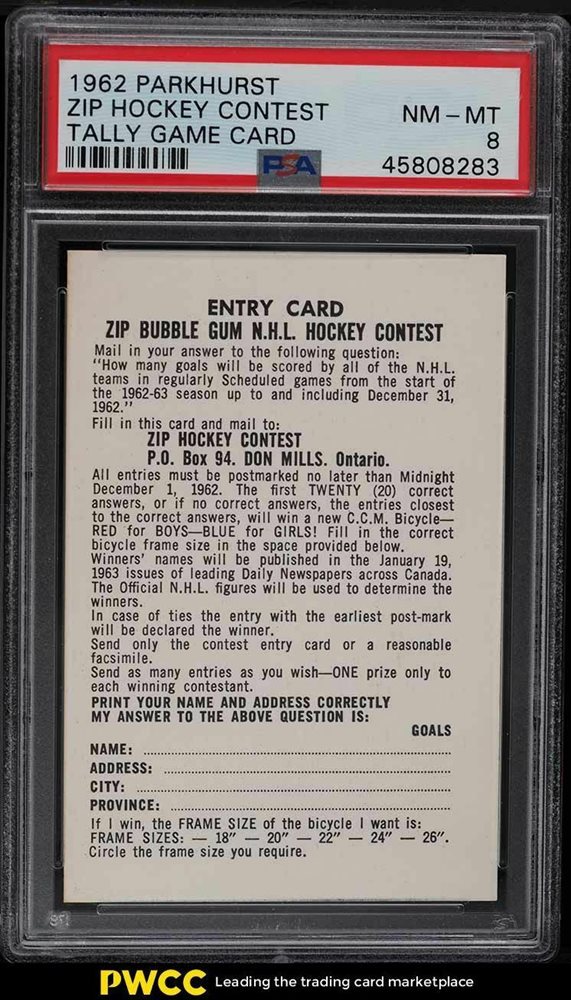 1962 PARKHURST
ZIP HOCKEY CONTEST NM - MT
TALLY GAME CARD 8
PSA 45808283
ENTRY CARD
ZIP BUBBLE GUM N.H.L. HOCKEY CONTEST
Mail in your answer to the following question:
"How many goals will be scored by all of the N.H.L.
teams in regularly Scheduled games from the start of
the 1962-63 season up to and including December 31,
1962."
Fill in this card and mail to:
ZIP HOCKEY CONTEST
P.O. Box 94. DON MILLS. Ontario.
All entries must be postmarked no later than Midnight
December 1, 1962. The first TWENTY (20) correct
answers, or if no correct answers, the entries closest
to the correct answers, will win a new C.C.M. Bicycle—
RED for BOYS—BLUE for GIRLS! Fill in the correct
bicycle frame size in the space provided below.
Winners' names will be published in the January 19,
1963 issues of leading Daily Newspapers across Canada.
The Official N.H.L. figures will be used to determine the
winners.
In case of ties the entry with the earliest post-mark
will be declared the winner.
Send only the contest entry card or a reasonable
facsimile.
Send as many entries as you wish—ONE prize only to
each winning contestant.
PRINT YOUR NAME AND ADDRESS CORRECTLY
MY ANSWER TO THE ABOVE QUESTION IS:
GOALS
NAME:
ADDRESS:
CITY:
PROVINCE:
If I win, the FRAME SIZE of the bicycle I want is:
FRAME SIZES: — 18" — 20" — 22" — 24" — 26".
Circle the frame size you require.
PWCC Leading the trading card marketplace